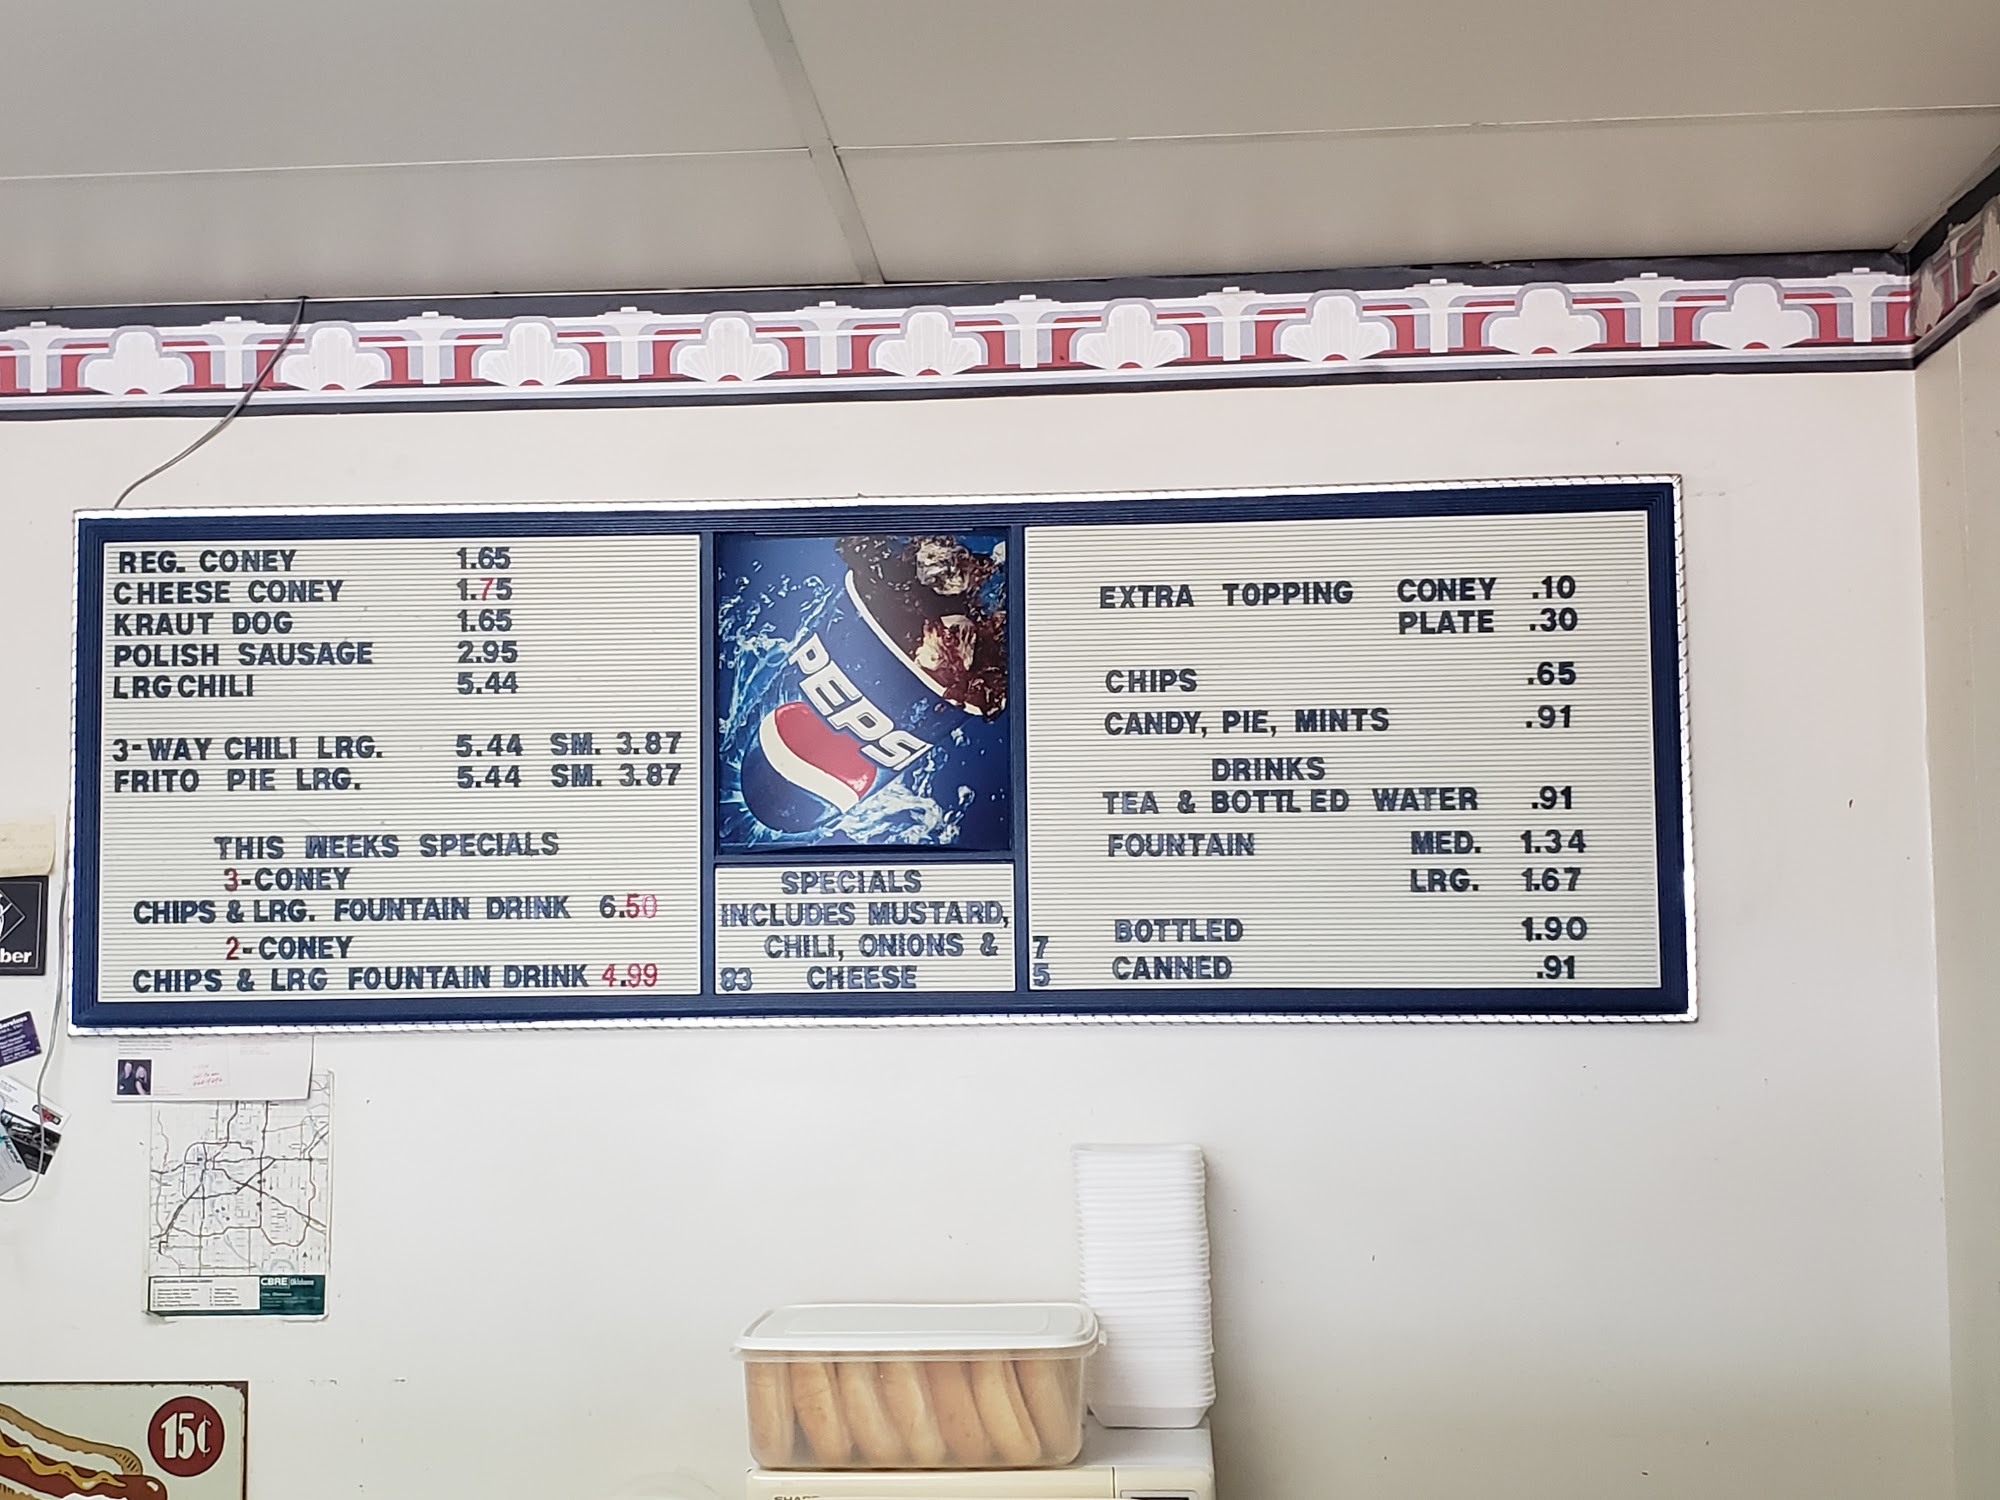 REG. CONEY 1.65
CHEESE CONEY 1.75
KRAUT DOG 1.65
POLISH SAUSAGE 2.95
LRG CHILI 5.44
3-WAY CHILI LRG. 5.44 SM. 3.87
FRITO PIE LRG. 5.44 SM. 3.87
THIS WEEKS SPECIALS
3-CONEY
CHIPS & LRG. FOUNTAIN DRINK 6.50
2-CONEY
CHIPS & LRG FOUNTAIN DRINK 4.99
PEPSI
SPECIALS
INCLUDES MUSTARD,
CHILI, ONIONS &
83 CHEESE
EXTRA TOPPING CONEY .10
PLATE .30
CHIPS .65
CANDY, PIE, MINTS .91
DRINKS
TEA & BOTTLED WATER .91
FOUNTAIN MED. 1.34
LRG. 1.67
7 BOTTLED 1.90
5 CANNED .91
ber
CBRE Oklahoma
15¢
SHARP